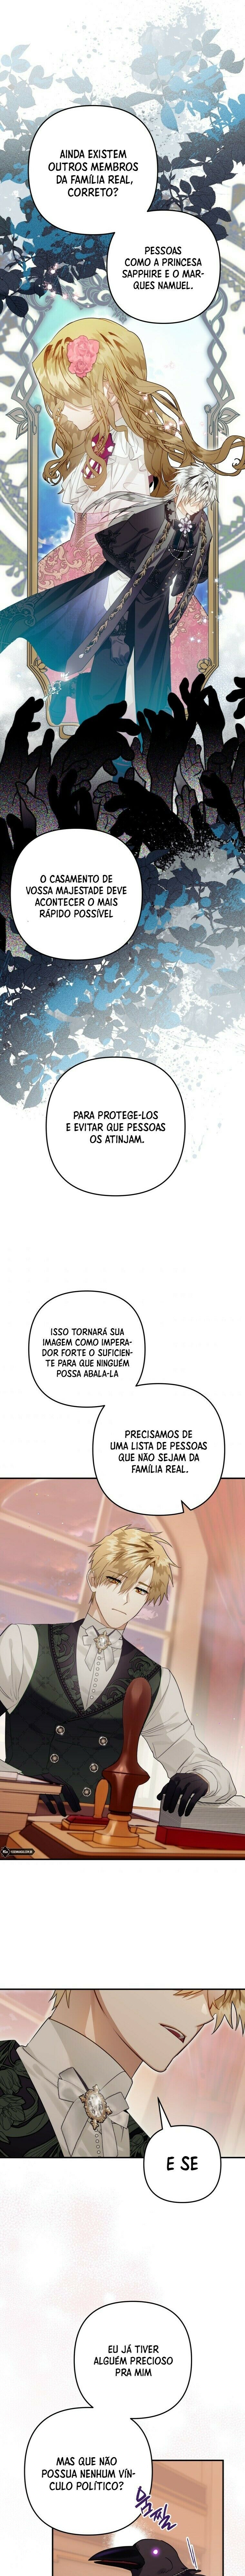 AINDA EXISTEM
OUTROS MEMBROS
DA FAMÍLIA REAL,
CORRETO?
PESSOAS
COMO A PRINCESA
SAPPHIRE E O MAR-
QUES NAMUEL.
O CASAMENTO DE
VOSSA MAJESTADE DEVE
ACONTECER O MAIS
RÁPIDO POSSÍVEL
PARA PROTEGE-LOS
E EVITAR QUE PESSOAS
OS ATINJAM.
ISSO TORNARÁ SUA
IMAGEM COMO IMPERA-
DOR FORTE O SUFICIEN-
TE PARA QUE NINGUÉM
POSSA ABALA-LA
PRECISAMOS DE
UMA LISTA DE PESSOAS
QUE NÃO SEJAM DA
FAMÍLIA REAL.
E SE
EU JÁ TIVER
ALGUÉM PRECIOSO
PRA MIM
MAS QUE NÃO
POSSUA NENHUM VÍN-
CULO POLÍTICO?